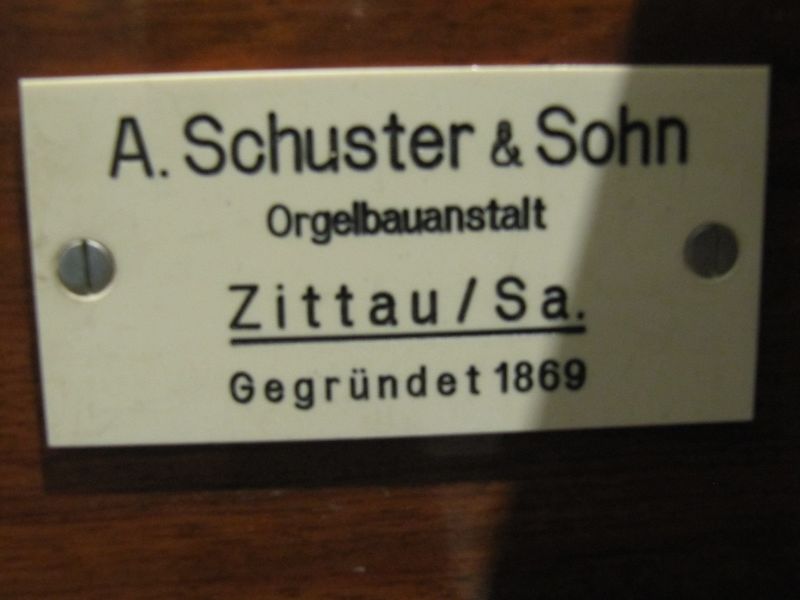 A. Schuster & Sohn
Orgelbauanstalt
Zittau/Sa.
Gegründet 1869